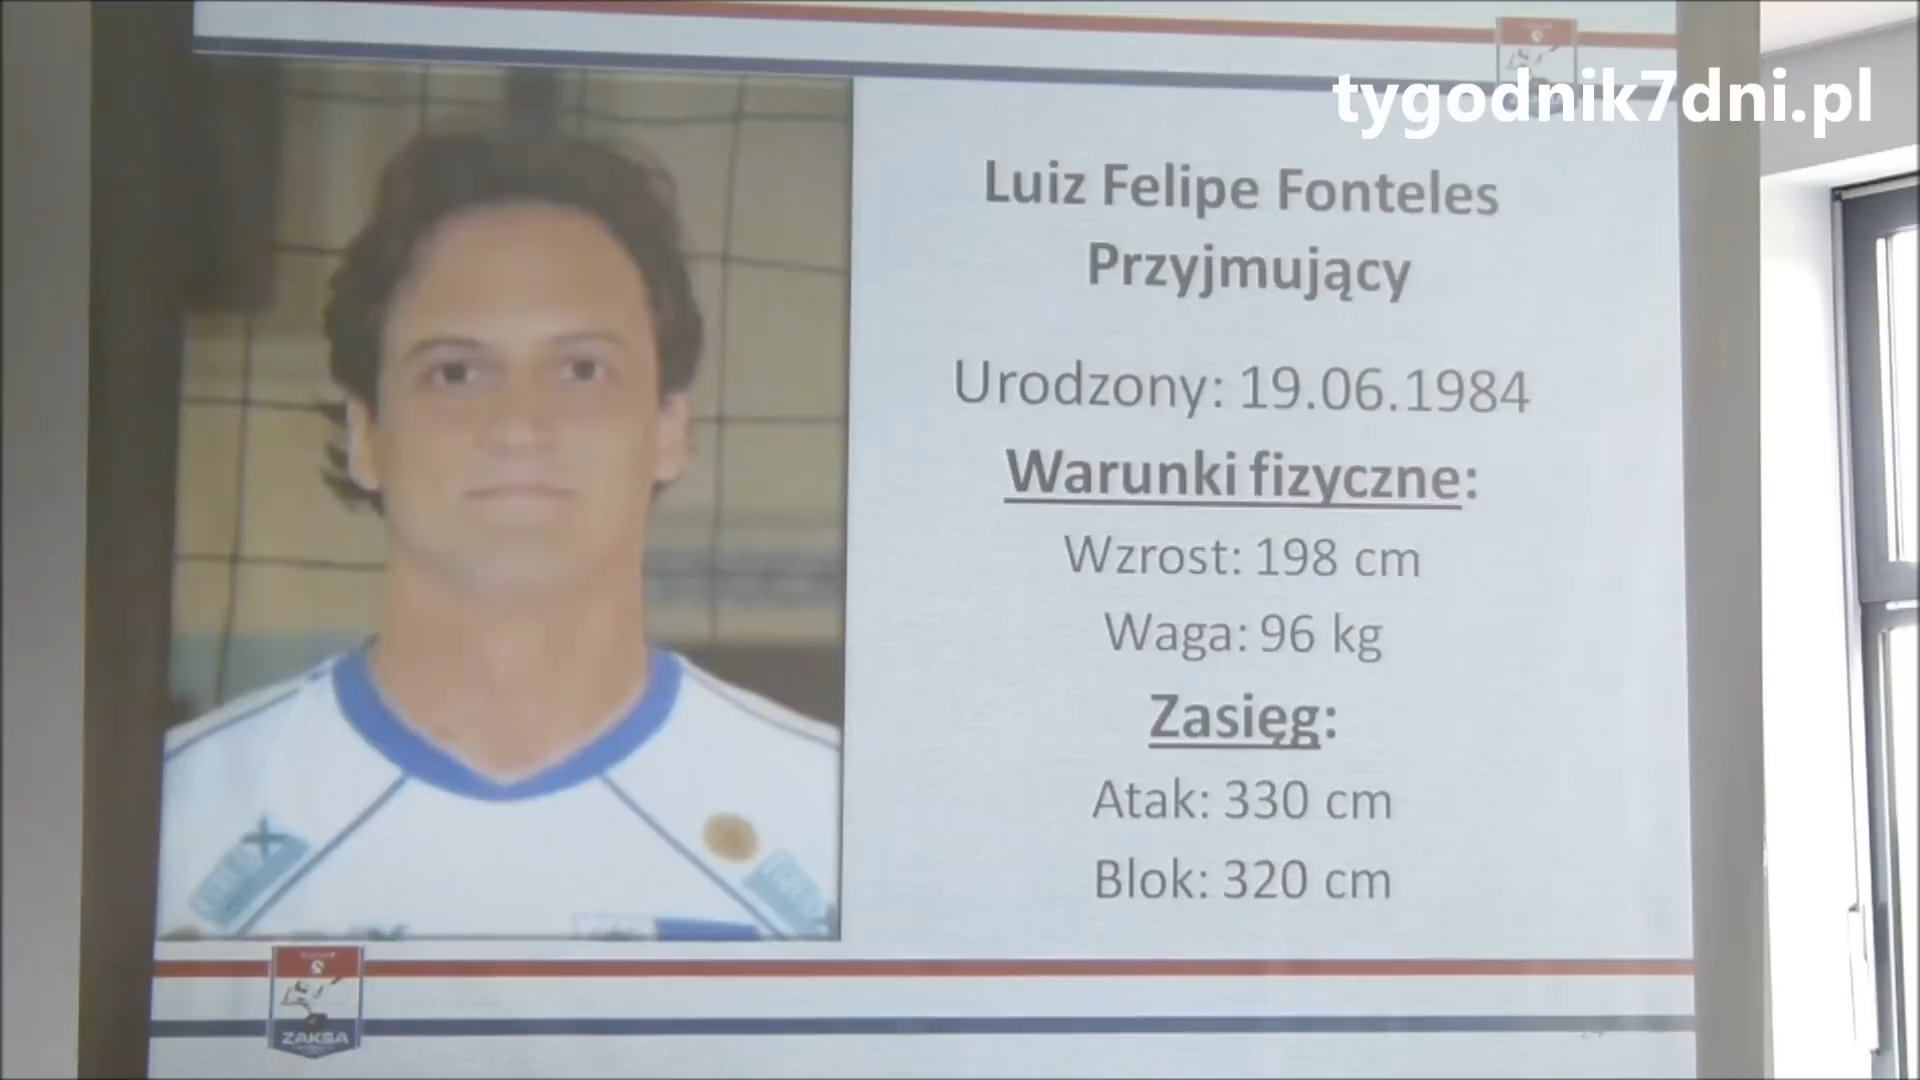 tygodnik7dni.pl
Luiz Felipe Fonteles
Przyjmujący
Urodzony: 19.06.1984
Warunki fizyczne:
Wzrost: 198 cm
Waga: 96 kg
Zasięg:
Atak: 330 cm
Blok: 320 cm
ZAKSA